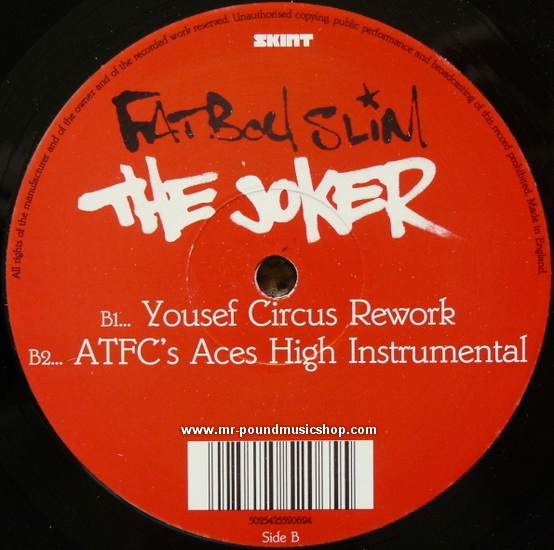 All rights of the manufacturer and of the owner and of the recorded work reserved. Unauthorised copying, public performance and broadcasting of this record prohibited. Made in England.
SKINT
FATBOY SLIM
THE JOKER
B1... Yousef Circus Rework
B2... ATFC's Aces High Instrumental
www.mr-poundmusicshop.com
5025425520694
Side B